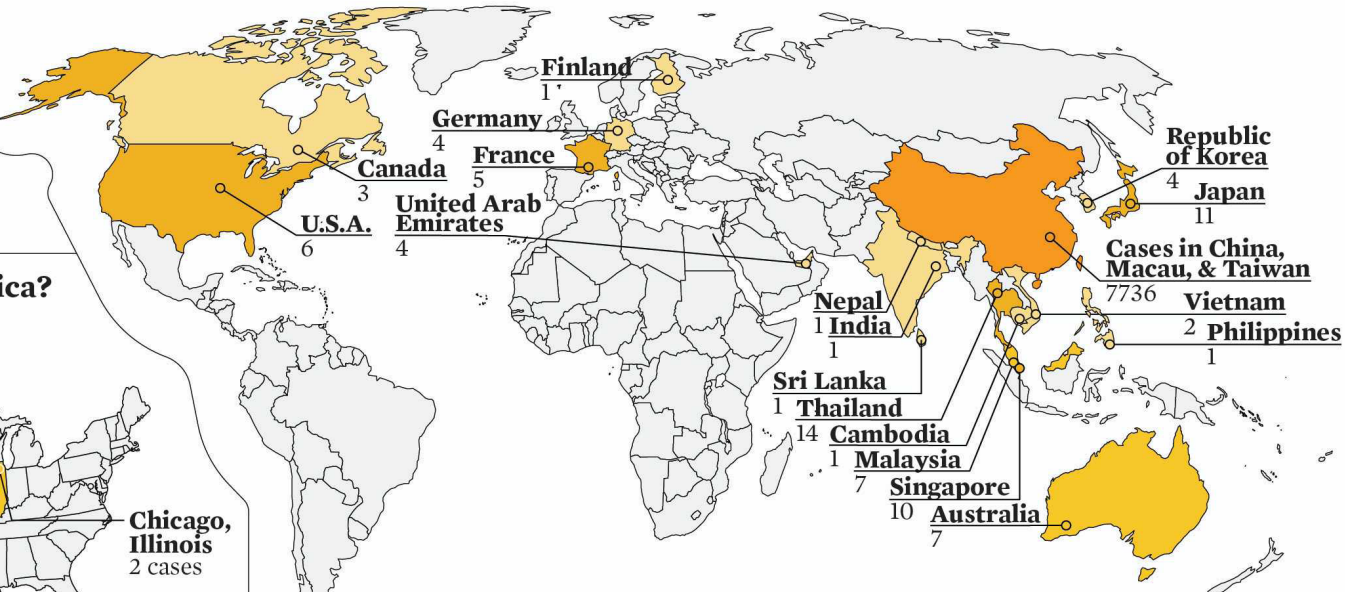 Finland
1
Germany
4
France
5
Canada
3
United Arab
Emirates
4
U.S.A.
6
Republic
of Korea
4
Japan
11
Cases in China,
Macau, & Taiwan
7736
ica?
Nepal
1
India
1
Vietnam
2
Philippines
1
Sri Lanka
1
Thailand
14
Cambodia
1
Malaysia
7
Singapore
10
Australia
7
Chicago,
Illinois
2 cases